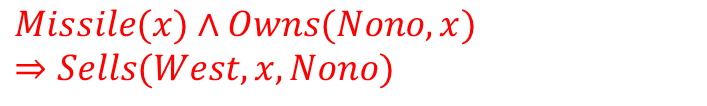 Missile(x) ∧ Owns(Nono, x)
⇒ Sells(West, x, Nono)